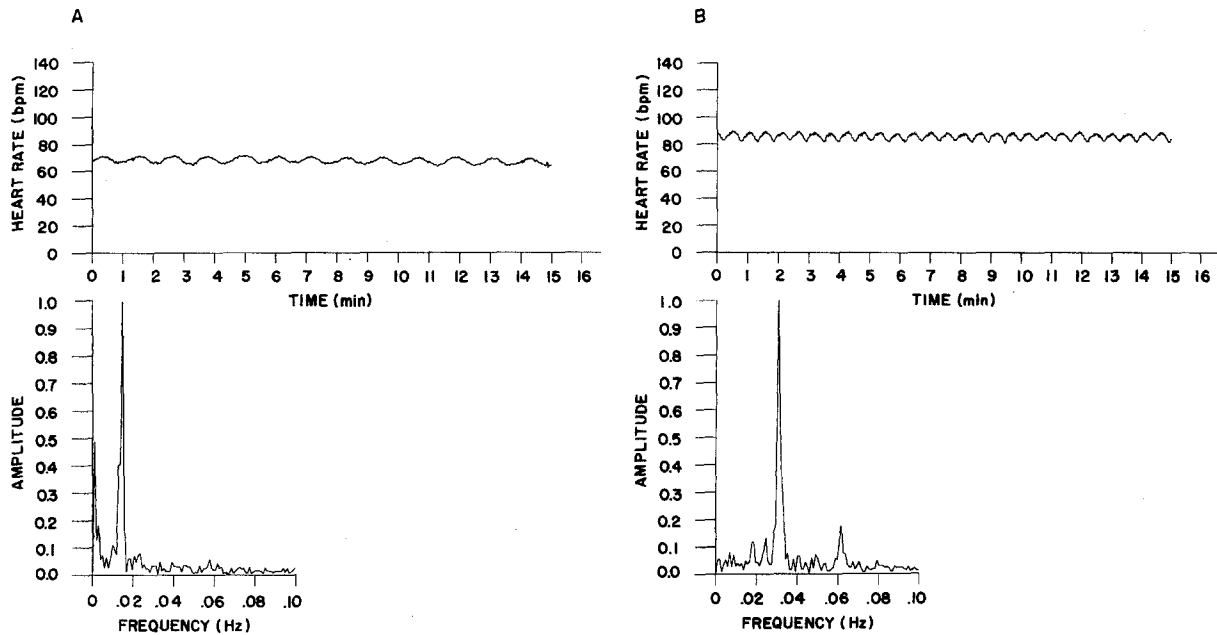 A
HEART RATE (bpm)
140
120
100
80
60
40
20
0
0 1 2 3 4 5 6 7 8 9 10 11 12 13 14 15 16
TIME (min)
AMPLITUDE
1.0
0.9
0.8
0.7
0.6
0.5
0.4
0.3
0.2
0.1
0.0
0 .02 .04 .06 .08 .10
FREQUENCY (Hz)
B
HEART RATE (bpm)
140
120
100
80
60
40
20
0
0 1 2 3 4 5 6 7 8 9 10 11 12 13 14 15 16
TIME (min)
AMPLITUDE
1.0
0.9
0.8
0.7
0.6
0.5
0.4
0.3
0.2
0.1
0.0
0 .02 .04 .06 .08 .10
FREQUENCY (Hz)